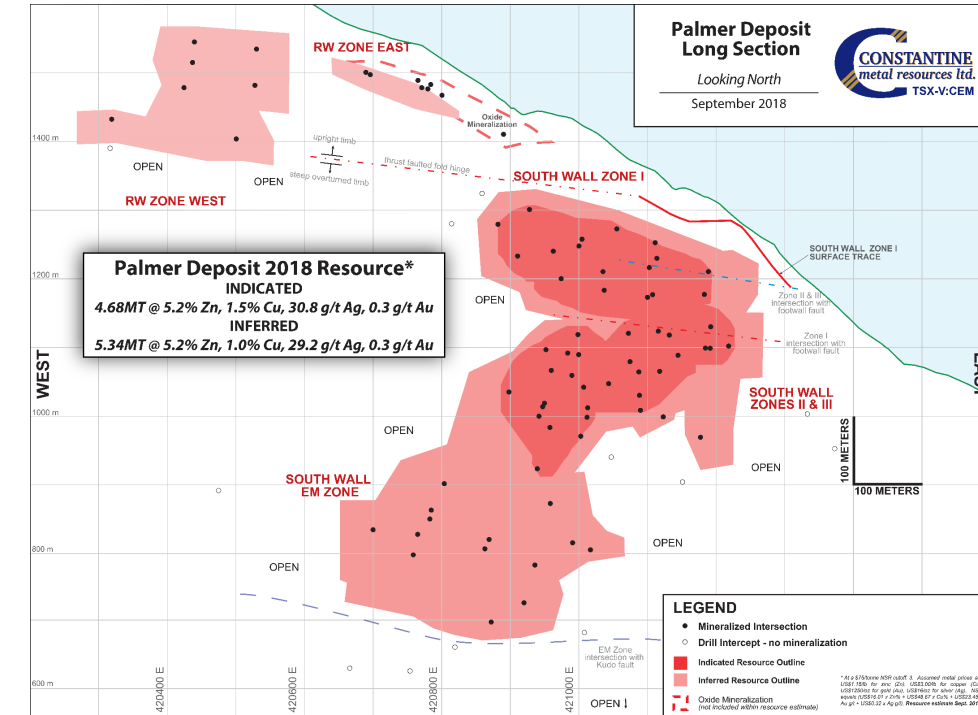 Palmer Deposit
Long Section
Looking North
September 2018
CONSTANTINE
metal resources ltd.
TSX-V:CEM
RW ZONE EAST
Oxide
Mineralization
1400 m
upright limb
thrust faulted fold hinge
steep overturned limb
OPEN
OPEN
SOUTH WALL ZONE I
RW ZONE WEST
SOUTH WALL ZONE I
SURFACE TRACE
Palmer Deposit 2018 Resource*
INDICATED
4.68MT @ 5.2% Zn, 1.5% Cu, 30.8 g/t Ag, 0.3 g/t Au
INFERRED
5.34MT @ 5.2% Zn, 1.0% Cu, 29.2 g/t Ag, 0.3 g/t Au
1200 m
OPEN
Zone II & III
intersection with
footwall fault
Zone I
intersection with
footwall fault
WEST
SOUTH WALL
ZONES II & III
1000 m
OPEN
OPEN
100 METERS
100 METERS
SOUTH WALL
EM ZONE
800 m
OPEN
OPEN
EM Zone
intersection with
Kudo fault
600 m
420400 E
420600 E
420800 E
421000 E
OPEN
LEGEND
Mineralized Intersection
Drill Intercept - no mineralization
Indicated Resource Outline
Inferred Resource Outline
Oxide Mineralization
(not included within resource estimate)